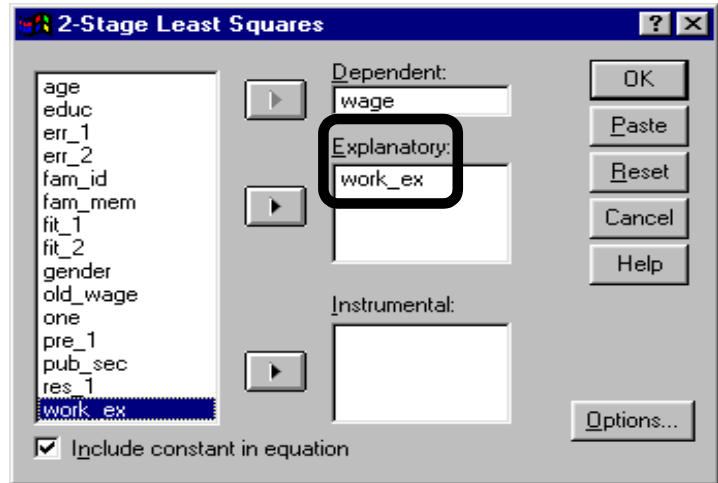 2-Stage Least Squares
?
age
educ
err_1
err_2
fam_id
fam_mem
fit_1
fit_2
gender
old_wage
one
pre_1
pub_sec
res_1
work_ex
Dependent:
wage
Explanatory:
work_ex
Instrumental:
OK
Paste
Reset
Cancel
Help
Options...
Include constant in equation